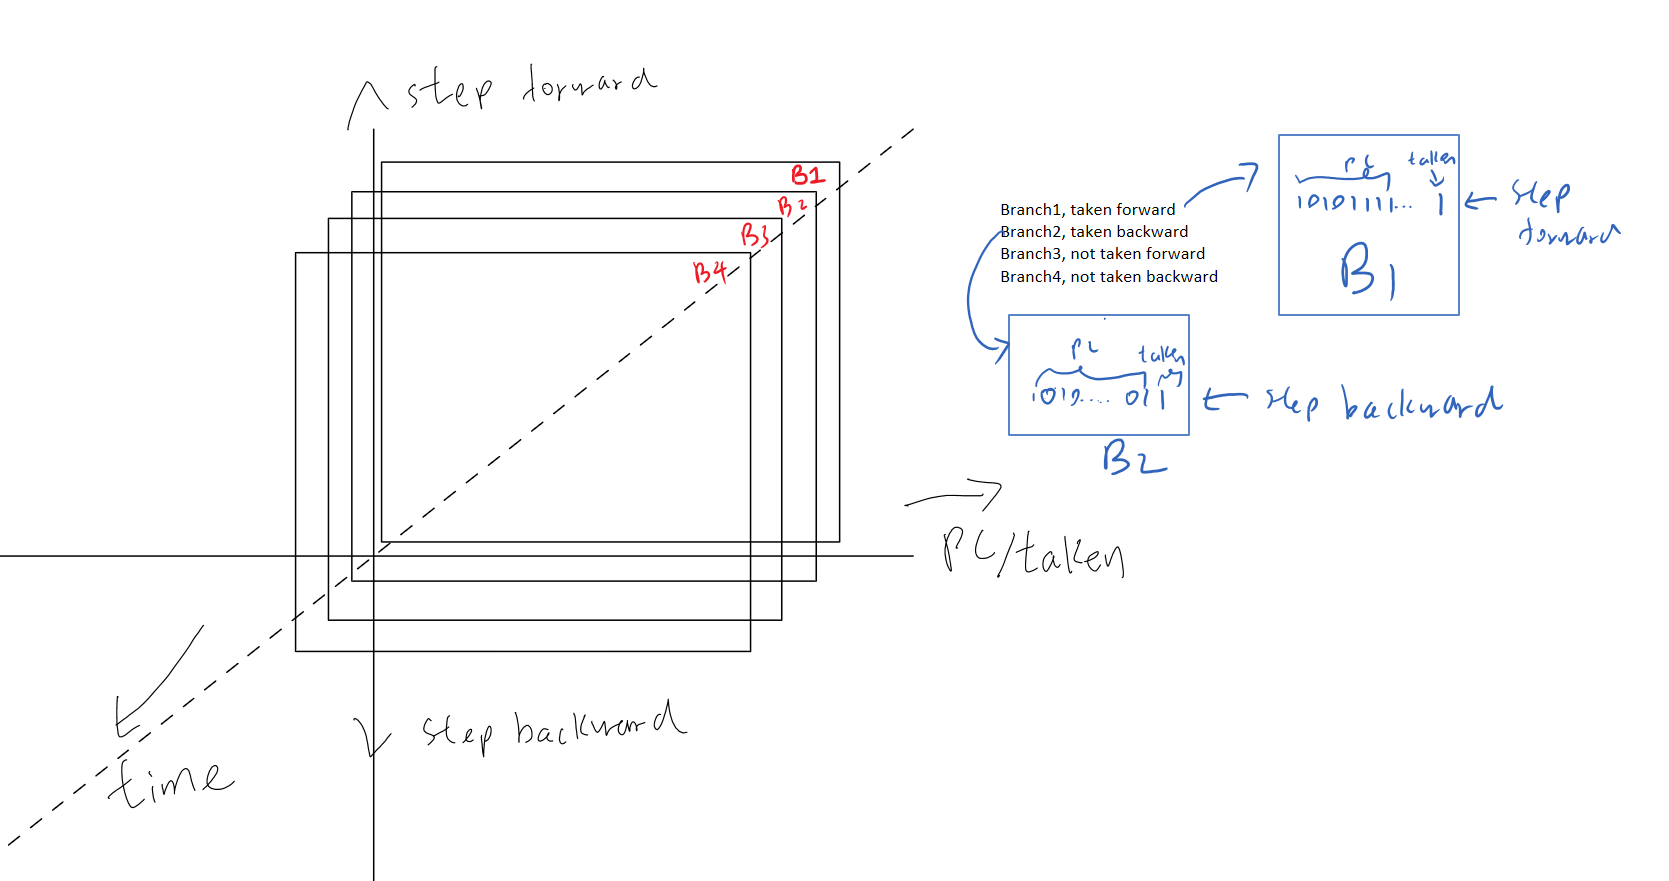 step forward
B1
B2
B3
B4
PC/taken
step backward
time
Branch1, taken forward
Branch2, taken backward
Branch3, not taken forward
Branch4, not taken backward
PC taken
10101111... 1
step
forward
B1
PC taken
1010.... 011
step backward
B2